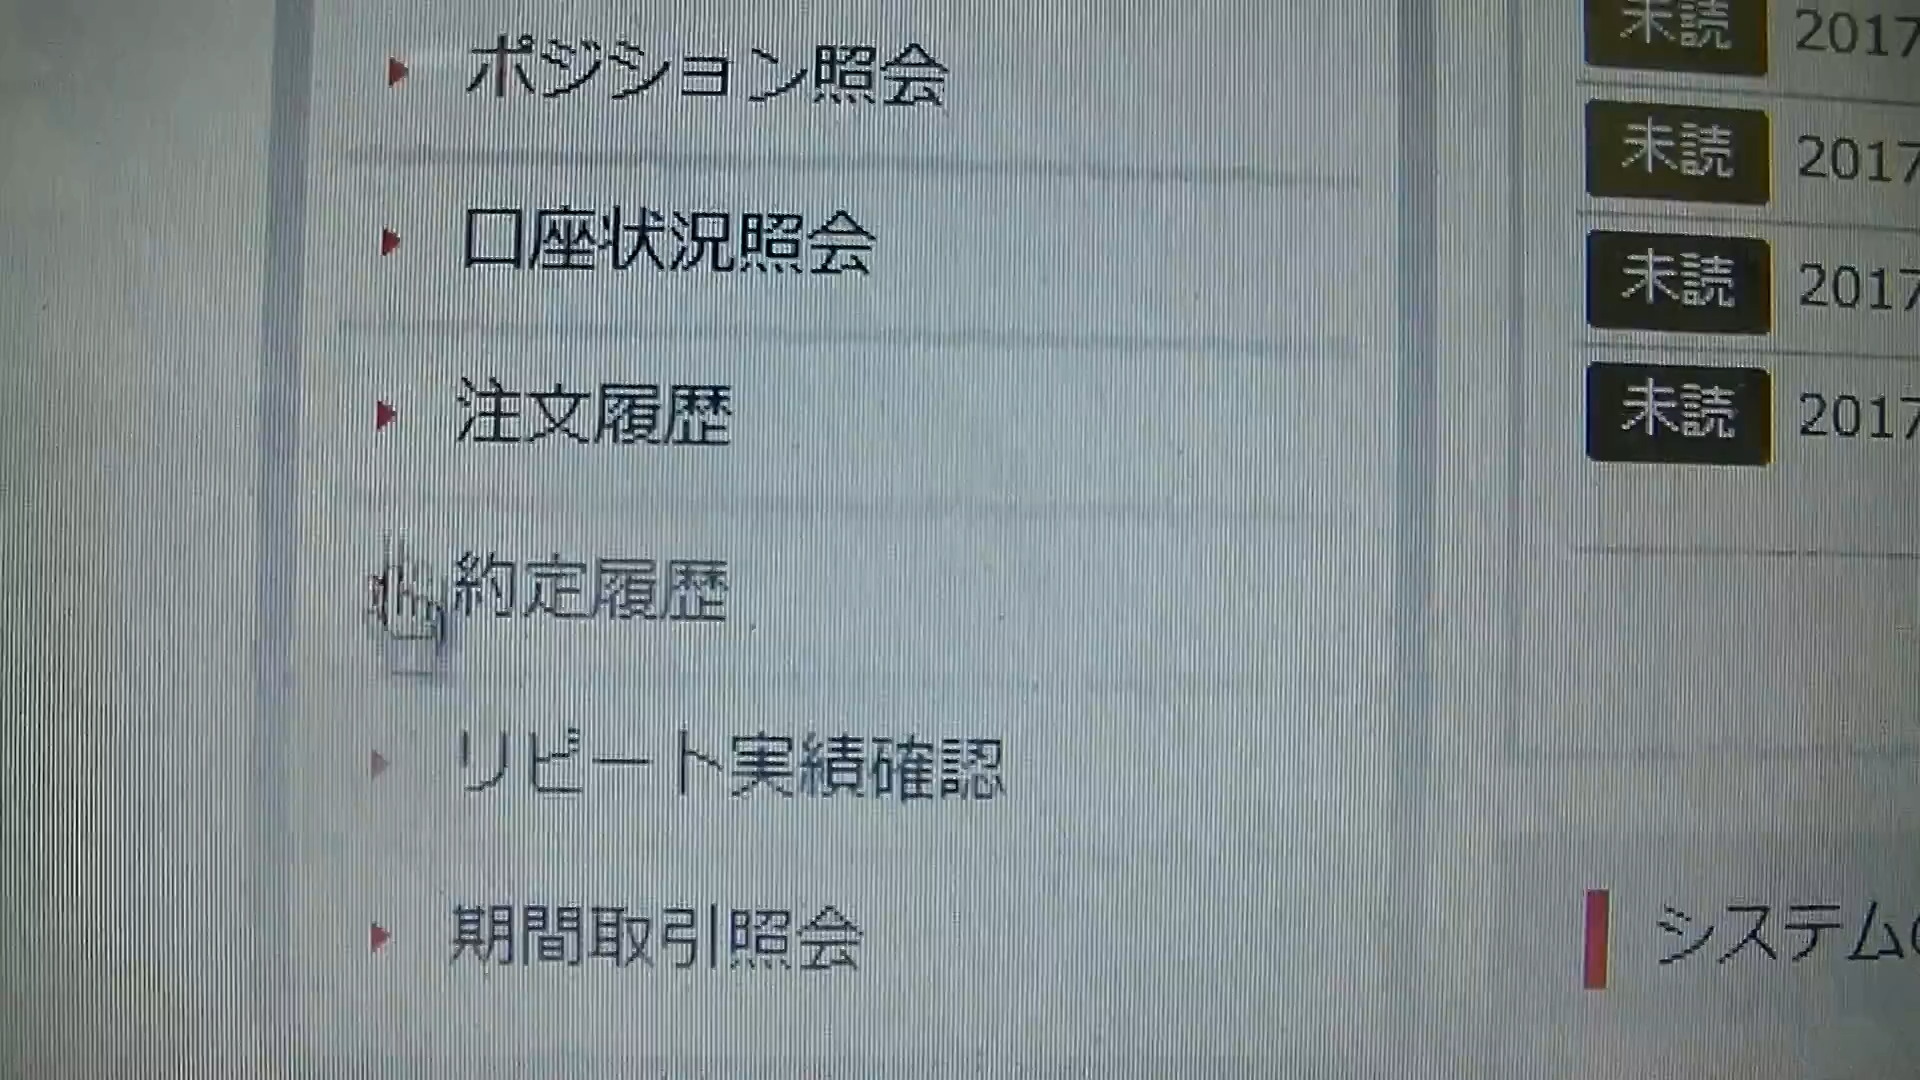 ポジション照会
口座状況照会
注文履歴
約定履歴
リピート実績確認
期間取引照会
未読 2017
未読 2017
未読 2017
未読 2017
システム